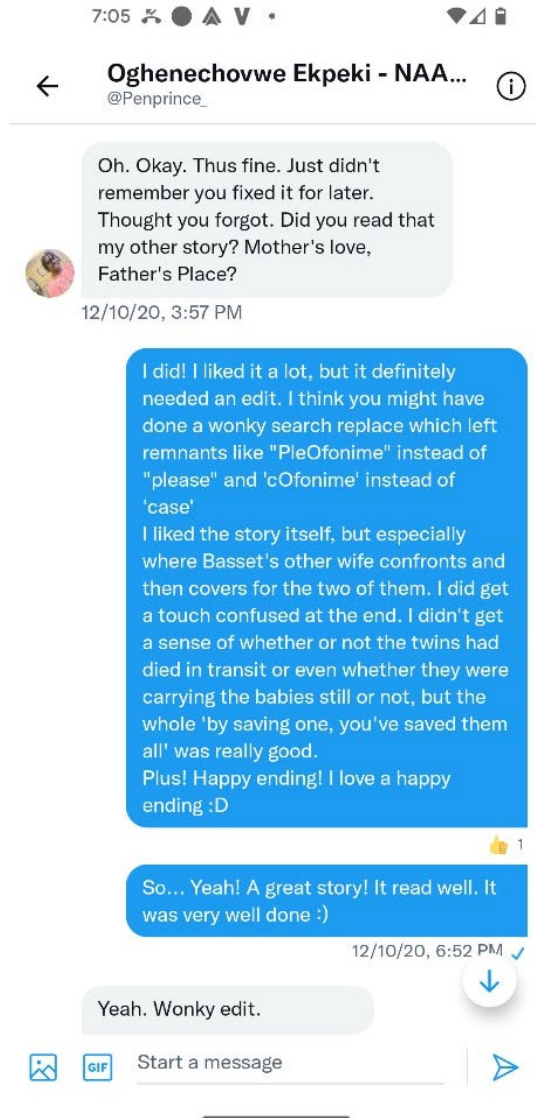 7:05
Oghenechovwe Ekpeki - NAA...
@Penprince_
Oh. Okay. Thus fine. Just didn't
remember you fixed it for later.
Thought you forgot. Did you read that
my other story? Mother's love,
Father's Place?
12/10/20, 3:57 PM
I did! I liked it a lot, but it definitely
needed an edit. I think you might have
done a wonky search replace which left
remnants like "PleOfonime" instead of
"please" and 'cOfonime' instead of
'case'
I liked the story itself, but especially
where Basset's other wife confronts and
then covers for the two of them. I did get
a touch confused at the end. I didn't get
a sense of whether or not the twins had
died in transit or even whether they were
carrying the babies still or not, but the
whole 'by saving one, you've saved them
all' was really good.
Plus! Happy ending! I love a happy
ending :D
👍 1
So... Yeah! A great story! It read well. It
was very well done :)
12/10/20, 6:52 PM
Yeah. Wonky edit.
GIF Start a message